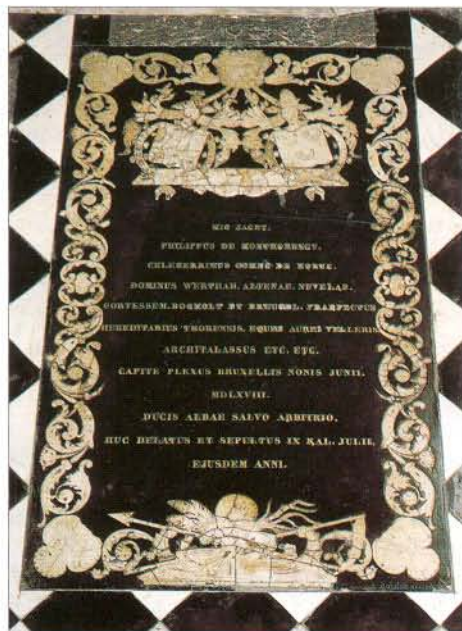 HIC JACET.
PHILIPPUS DE MONTMORENCY.
CELEBERRIMUS COMES DE HORNE.
DOMINUS WERTHAE. ALTENAE. NEVELAE.
CORTESSEM. BOCHOLT ET BREUGEL. PRAEFECTUS
HEREDITARIUS THORENSIS. EQUES AUREI VELLERIS
ARCHITALASSUS ETC. ETC.
CAPITE PLEXUS BRUXELLIS NONIS JUNII.
MDLXVIII.
DUCIS ALBAE SALVO ARBITRIO.
HUC DELATUS ET SEPULTUS IX KAL. JULII.
EJUSDEM ANNI.